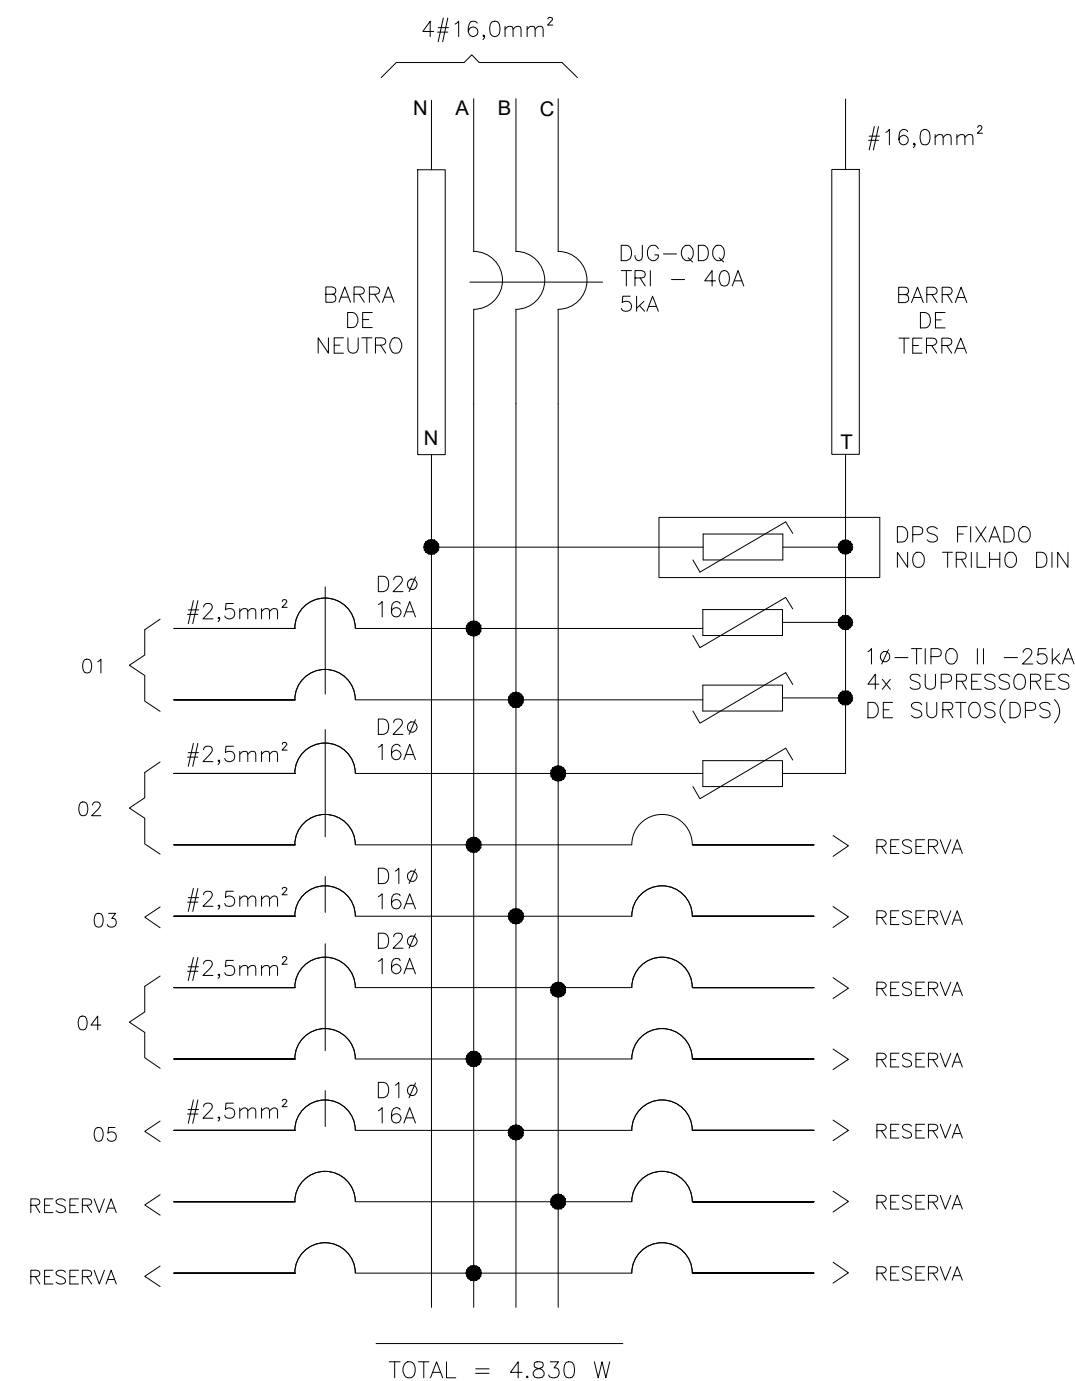 4#16,0mm²
N A B C
#16,0mm²
DJG-QDQ
TRI - 40A
5kA
BARRA
DE
NEUTRO
BARRA
DE
TERRA
N
T
DPS FIXADO
NO TRILHO DIN
D2ø
16A
#2,5mm²
01
1ø-TIPO II -25kA
4x SUPRESSORES
DE SURTOS(DPS)
D2ø
16A
#2,5mm²
02
RESERVA
D1ø
16A
#2,5mm²
03
RESERVA
D2ø
16A
#2,5mm²
04
RESERVA
RESERVA
D1ø
16A
#2,5mm²
05
RESERVA
RESERVA
RESERVA
RESERVA
RESERVA
TOTAL = 4.830 W